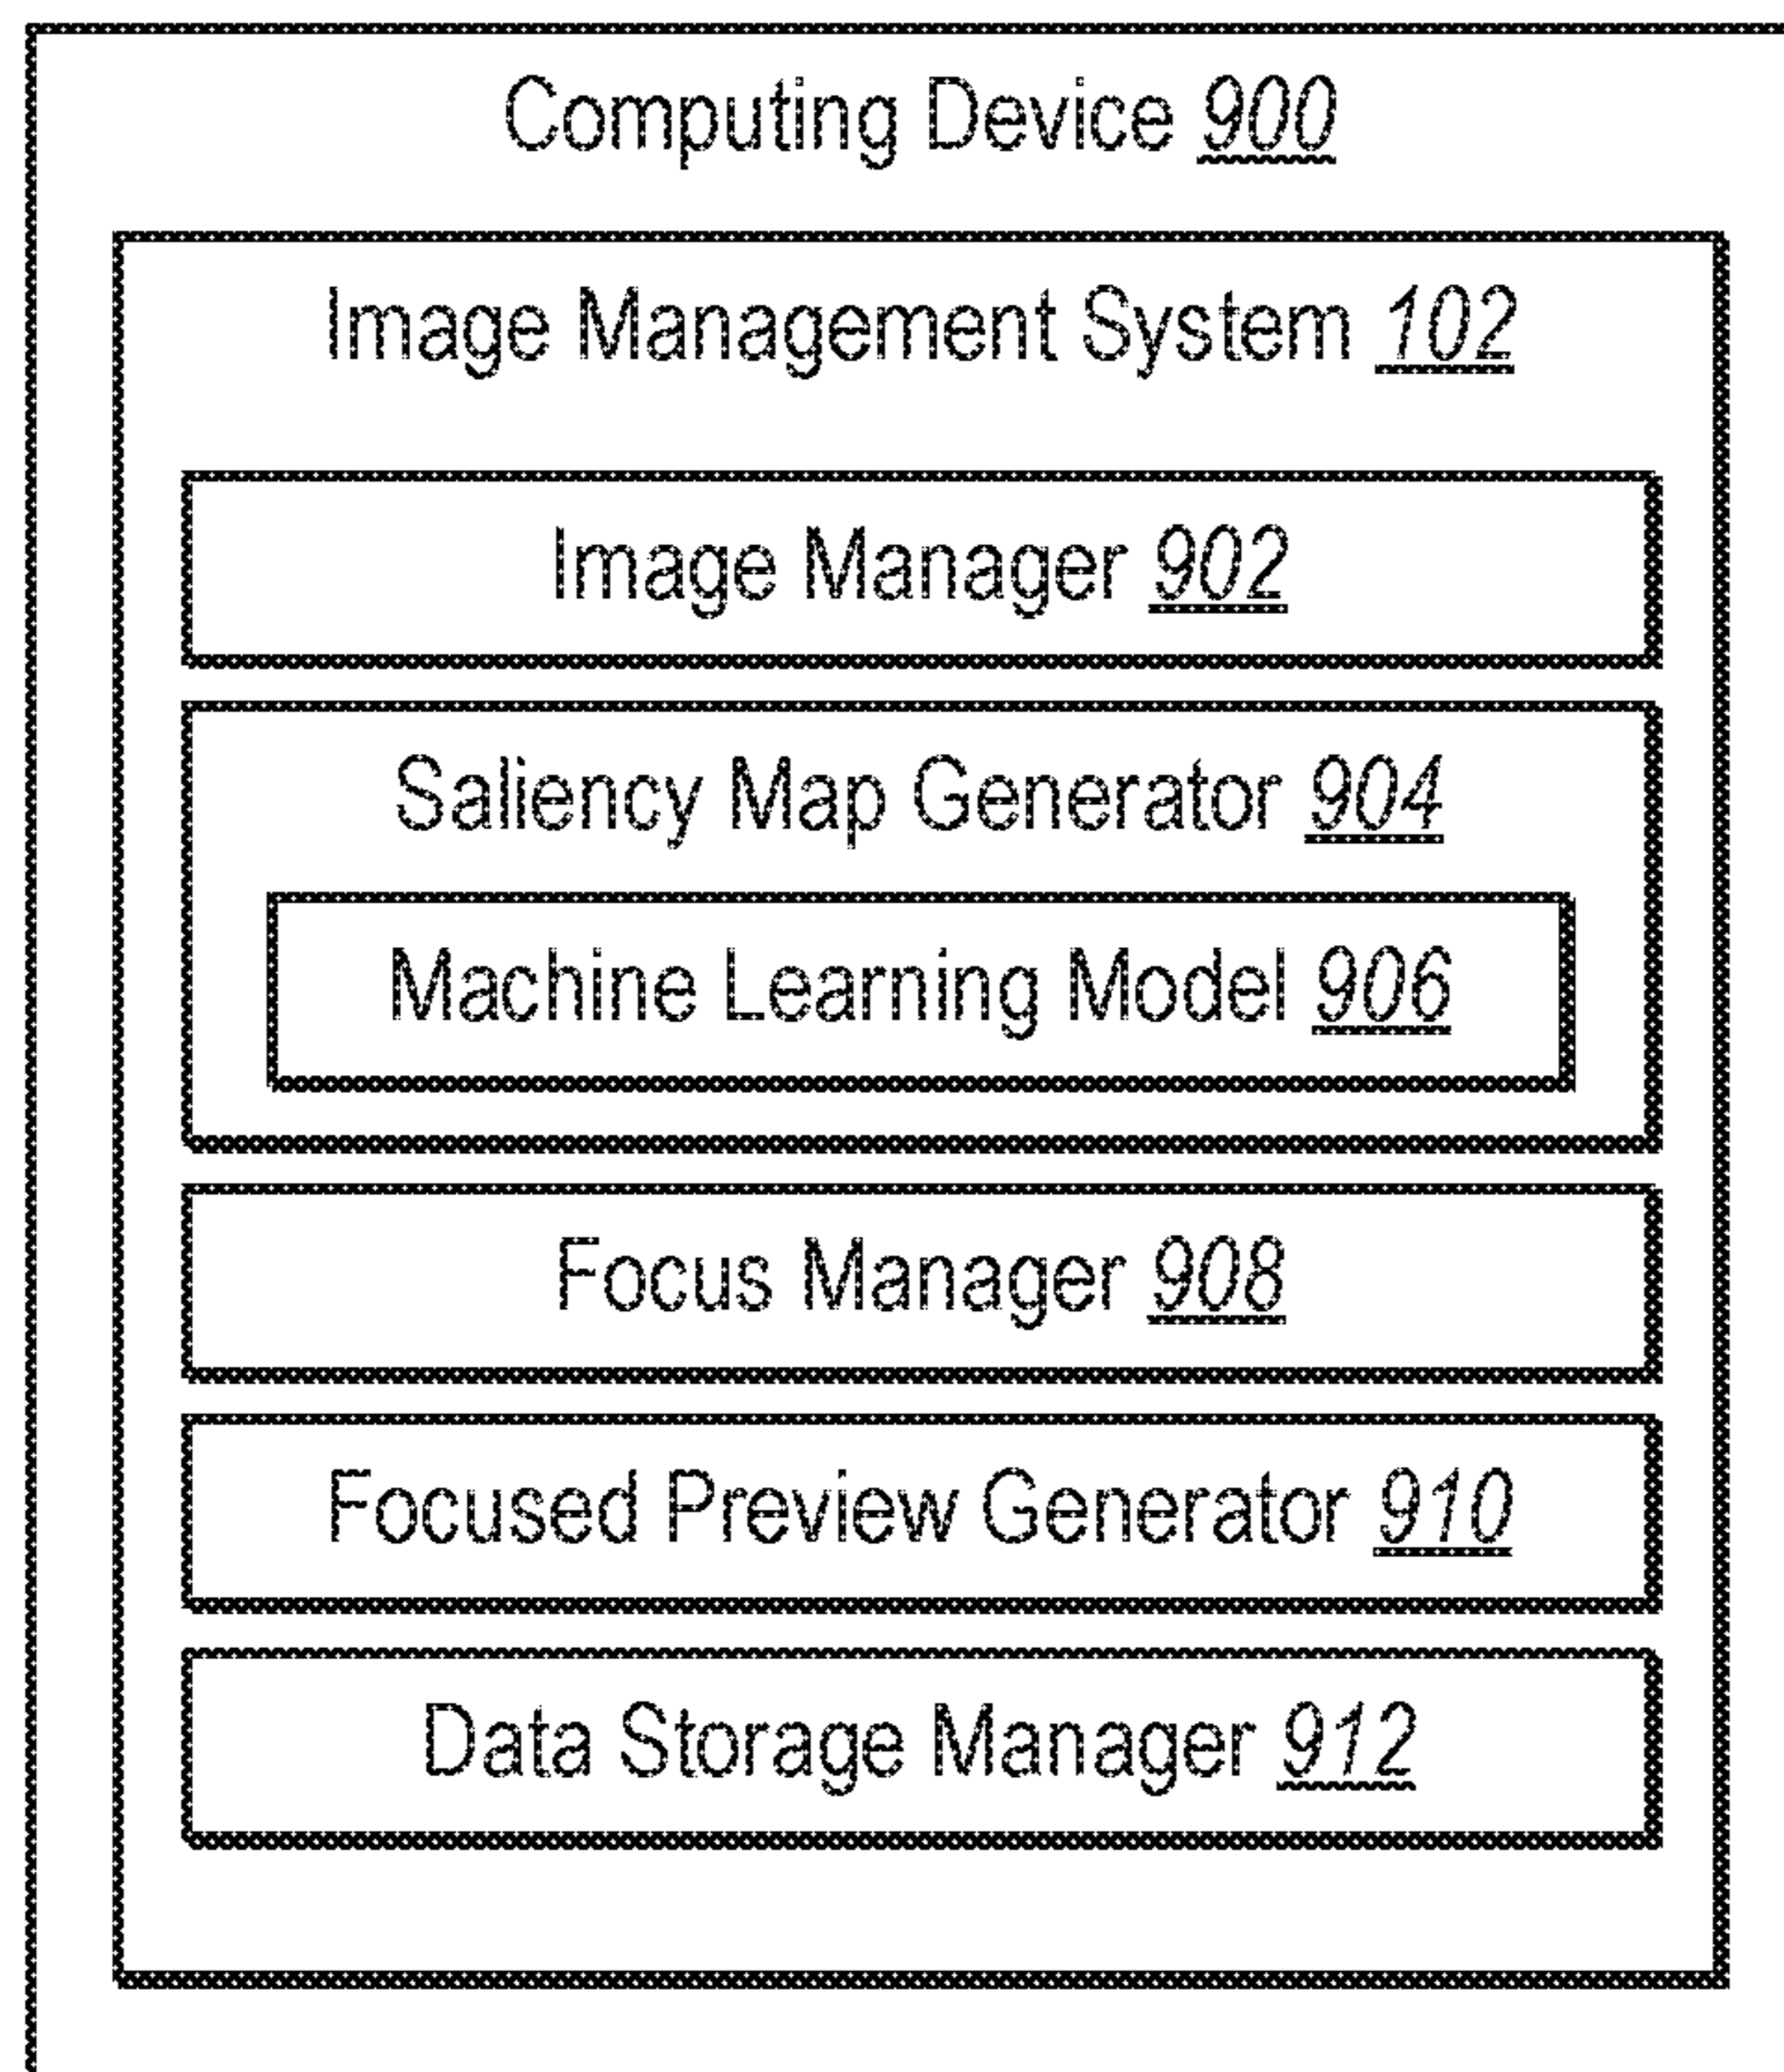 Computing Device 900
Image Management System 102
Image Manager 902
Saliency Map Generator 904
Machine Learning Model 906
Focus Manager 908
Focused Preview Generator 910
Data Storage Manager 912